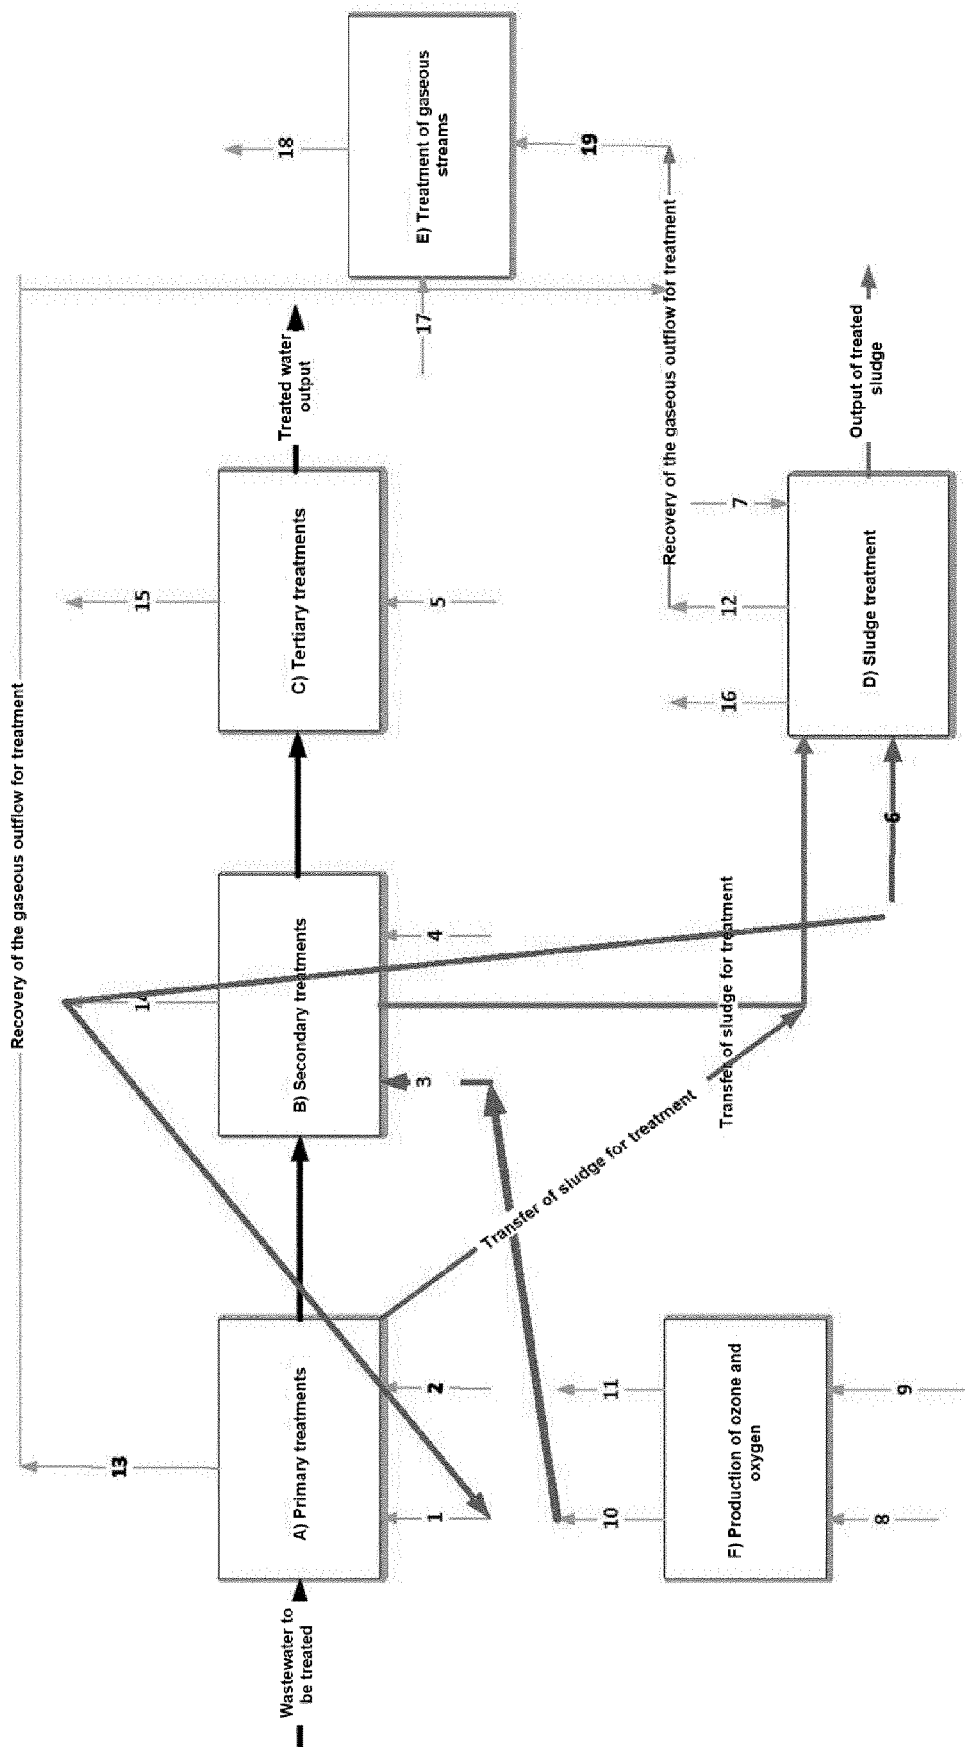 Recovery of the gaseous outflow for treatment
13
14
15
18
Wastewater to
be treated
A) Primary treatments
B) Secondary treatments
C) Tertiary treatments
Treated water
output
E) Treatment of gaseous
streams
1
2
3
4
5
17
19
Transfer of sludge for treatment
Transfer of sludge for treatment
Recovery of the gaseous outflow for treatment
10
11
16
12
7
F) Production of ozone and
oxygen
D) Sludge treatment
Output of treated
sludge
8
9
6